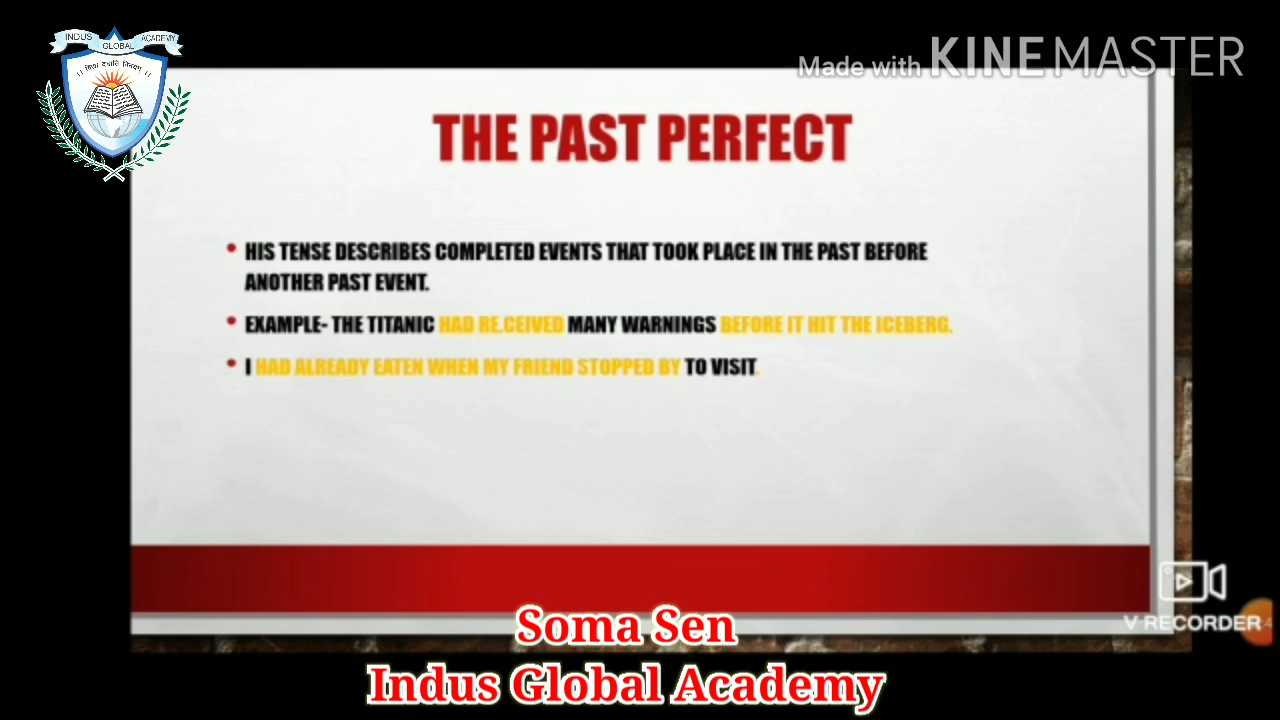 INDUS GLOBAL ACADEMY
Made with KINEMASTER
THE PAST PERFECT
• HIS TENSE DESCRIBES COMPLETED EVENTS THAT TOOK PLACE IN THE PAST BEFORE
ANOTHER PAST EVENT.
• EXAMPLE- THE TITANIC HAD RE.CEIVED MANY WARNINGS BEFORE IT HIT THE ICEBERG.
• I HAD ALREADY EATEN WHEN MY FRIEND STOPPED BY TO VISIT.
V RECORDER
Soma Sen
Indus Global Academy